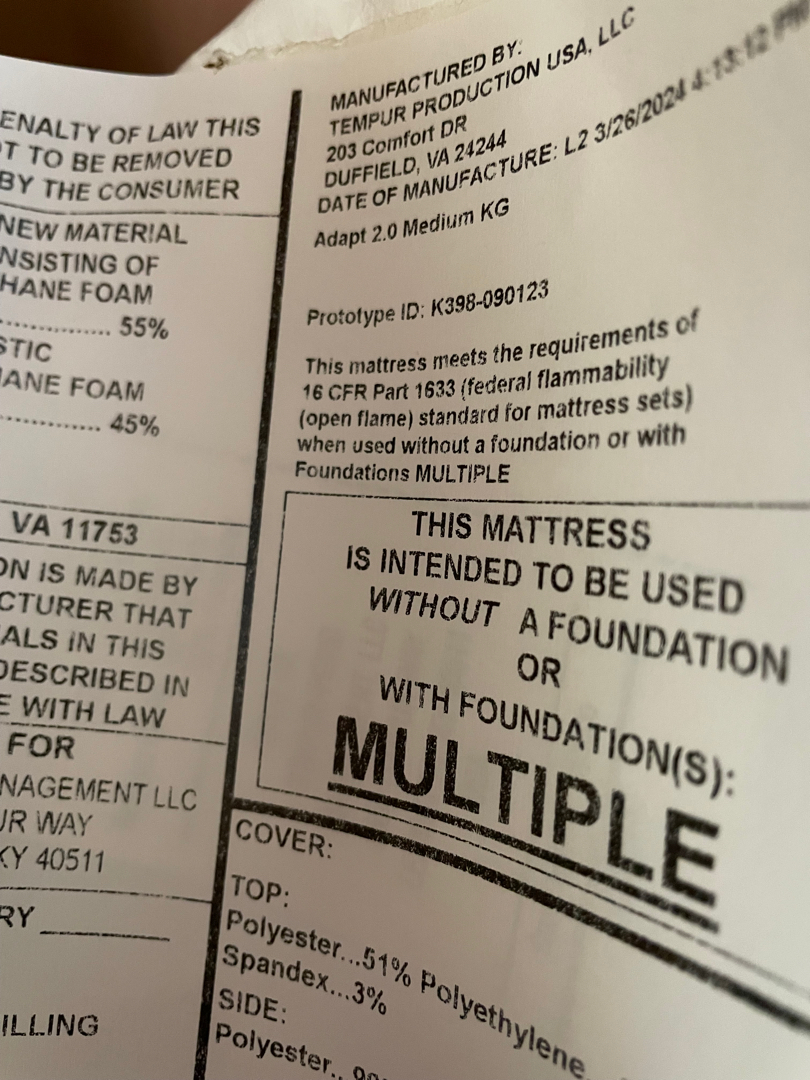 ENALTY OF LAW THIS
T TO BE REMOVED
BY THE CONSUMER
NEW MATERIAL
NSISTING OF
HANE FOAM
............... 55%
STIC
HANE FOAM
............... 45%
VA 11753
ON IS MADE BY
CTURER THAT
ALS IN THIS
DESCRIBED IN
E WITH LAW
FOR
NAGEMENT LLC
UR WAY
KY 40511
RY
ILLING
MANUFACTURED BY:
TEMPUR PRODUCTION USA, LLC
203 Comfort DR
DUFFIELD, VA 24244
DATE OF MANUFACTURE: L2 3/26/2024 4:13:12 PM
Adapt 2.0 Medium KG
Prototype ID: K398-090123
This mattress meets the requirements of
16 CFR Part 1633 (federal flammability
(open flame) standard for mattress sets)
when used without a foundation or with
Foundations MULTIPLE
THIS MATTRESS
IS INTENDED TO BE USED
WITHOUT A FOUNDATION
OR
WITH FOUNDATION(S):
MULTIPLE
COVER:
TOP:
Polyester...51% Polyethylene...
Spandex...3%
SIDE:
Polyester..